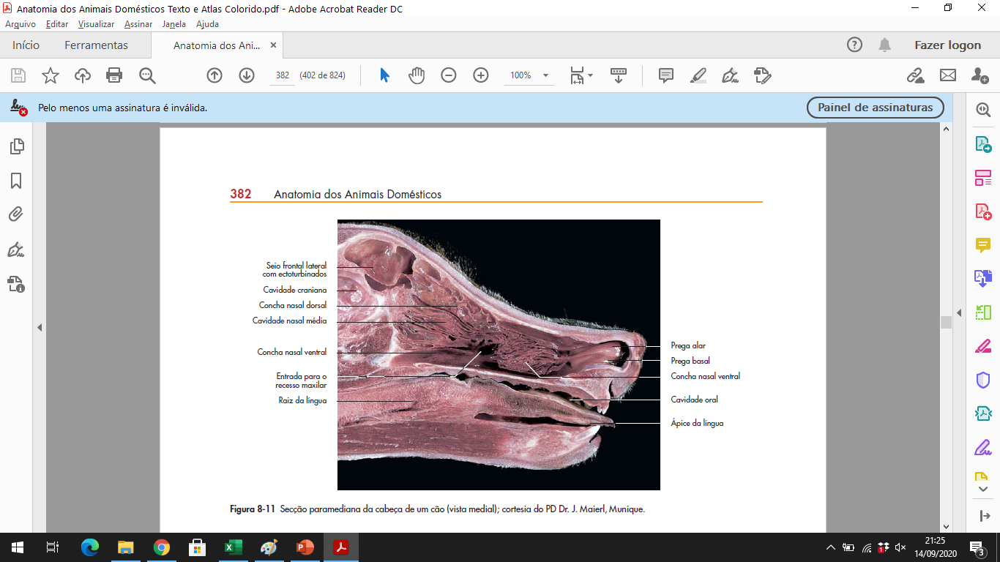 Anatomia dos Animais Domésticos Texto e Atlas Colorido.pdf - Adobe Acrobat Reader DC
Arquivo Editar Visualizar Assinar Janela Ajuda
Início Ferramentas Anatomia dos Ani... × Fazer logon
382 (402 de 824) 100%
Pelo menos uma assinatura é inválida. Painel de assinaturas
382 Anatomia dos Animais Domésticos
Seio frontal lateral
com ectoturbinados
Cavidade craniana
Concha nasal dorsal
Cavidade nasal média
Concha nasal ventral
Entrada para o
recesso maxilar
Raiz da língua
Prega alar
Prega basal
Concha nasal ventral
Cavidade oral
Ápice da língua
Figura 8-11 Secção paramediana da cabeça de um cão (vista medial); cortesia do PD Dr. J. Maierl, Munique.
21:25
14/09/2020
3